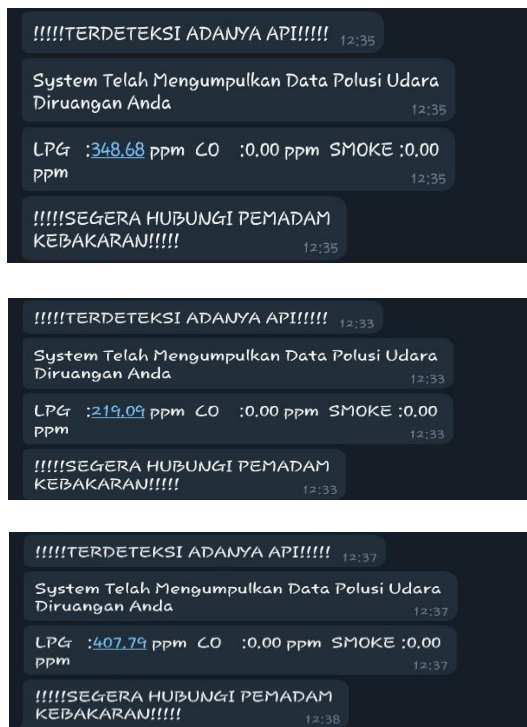 !!!!!TERDETEKSI ADANYA API!!!!! 12:35
System Telah Mengumpulkan Data Polusi Udara
Diruangan Anda 12:35
LPG :348.68 ppm CO :0.00 ppm SMOKE :0.00
ppm 12:35
!!!!!SEGERA HUBUNGI PEMADAM
KEBAKARAN!!!!! 12:35
!!!!!TERDETEKSI ADANYA API!!!!! 12:33
System Telah Mengumpulkan Data Polusi Udara
Diruangan Anda 12:33
LPG :219.09 ppm CO :0.00 ppm SMOKE :0.00
ppm 12:33
!!!!!SEGERA HUBUNGI PEMADAM
KEBAKARAN!!!!! 12:33
!!!!!TERDETEKSI ADANYA API!!!!! 12:37
System Telah Mengumpulkan Data Polusi Udara
Diruangan Anda 12:37
LPG :407.79 ppm CO :0.00 ppm SMOKE :0.00
ppm 12:37
!!!!!SEGERA HUBUNGI PEMADAM
KEBAKARAN!!!!! 12:38